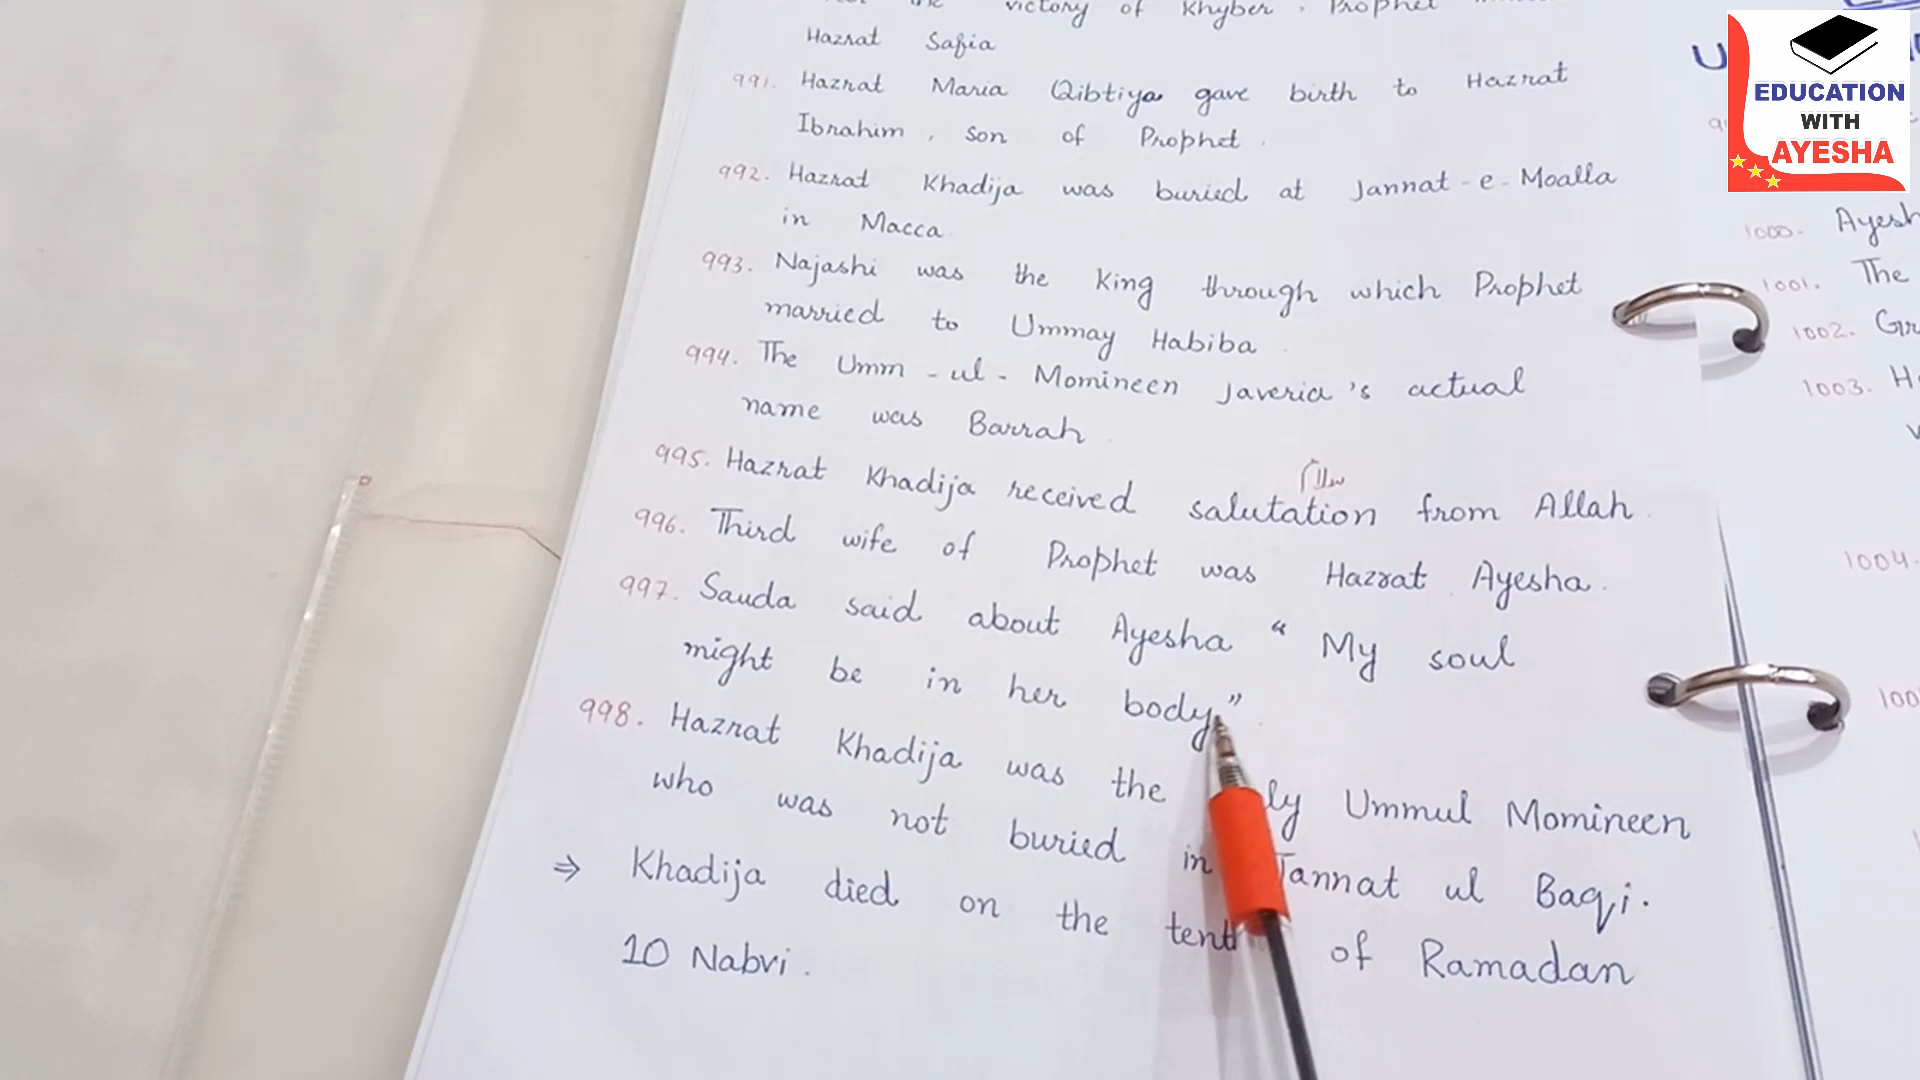 victory of Khyber, Prophet
Hazrat Safia
991. Hazrat Maria Qibtiya gave birth to Hazrat
Ibrahim, son of Prophet.
992. Hazrat Khadija was buried at Jannat-e-Moalla
in Macca
993. Najashi was the King through which Prophet
married to Ummay Habiba
994. The Umm-ul-Momineen Javeria's actual
name was Barrah
سلام
995. Hazrat Khadija received salutation from Allah
996. Third wife of Prophet was Hazrat Ayesha.
997. Sauda said about Ayesha " My soul
might be in her body"
998. Hazrat Khadija was the Ummul Momineen
who was not buried in Jannat ul Baqi.
⇒ Khadija died on the of Ramadan
10 Nabvi.
1000.
1001. The
1002.
1003.
1004.
EDUCATION
WITH
AYESHA